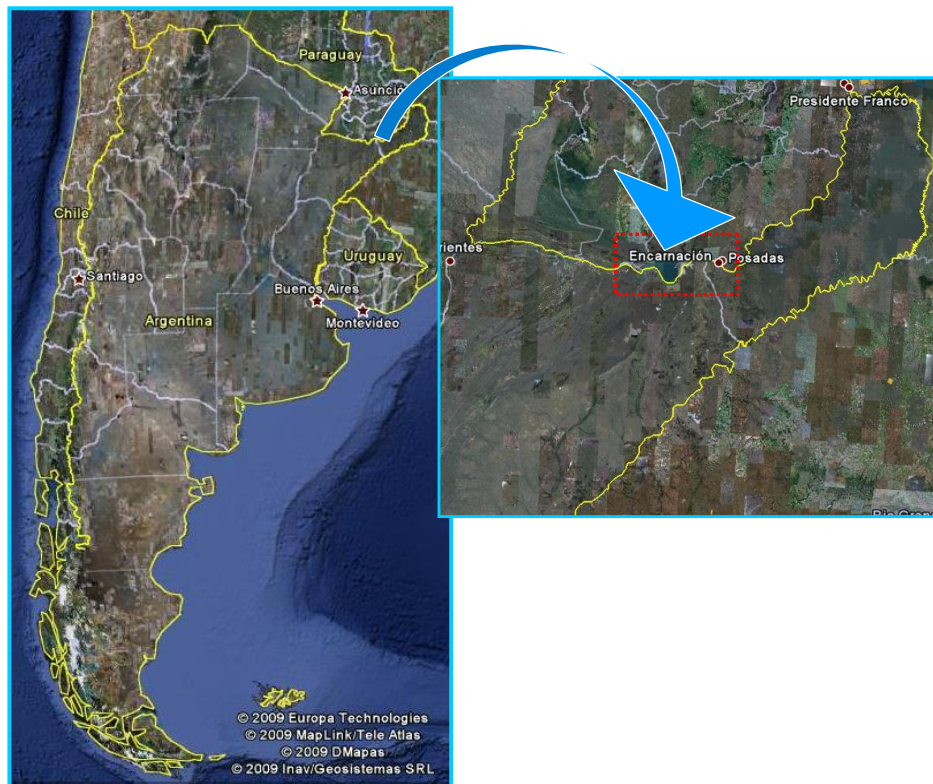 Paraguay
Asunció
Chile
Santiago
Uruguay
Buenos Aires
Montevideo
Argentina
© 2009 Europa Technologies
© 2009 MapLink/Tele Atlas
© 2009 DMapas
© 2009 Inav/Geosistemas SRL
Presidente Franco
rientes
Encarnación
Posadas